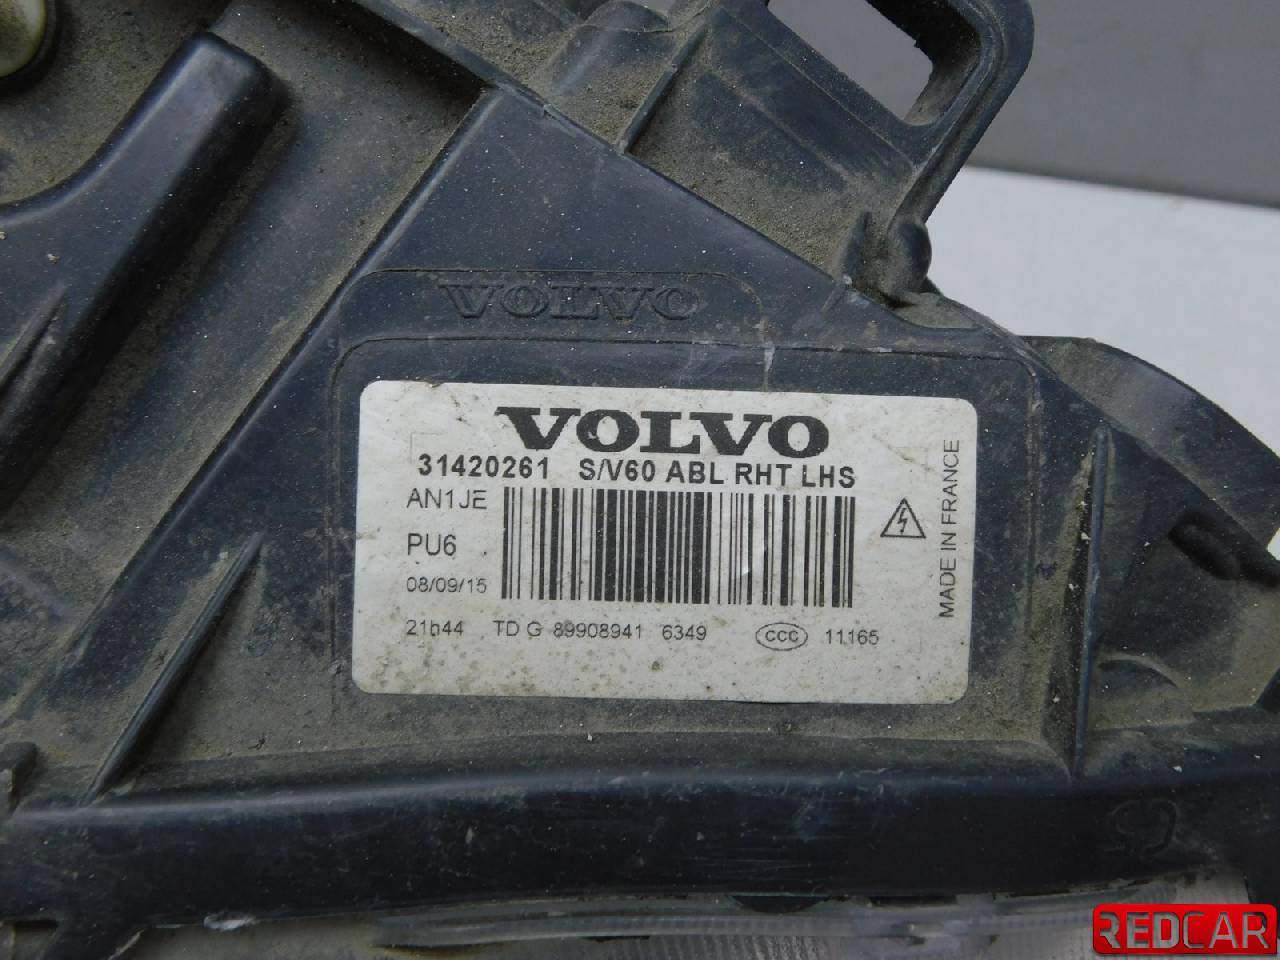 VOLVO
VOLVO
31420261 S/V60 ABL RHT LHS
AN1JE
PU6
08/09/15
21h44 TD G 89908941 6349 CCC 11165
MADE IN FRANCE
REDCAR